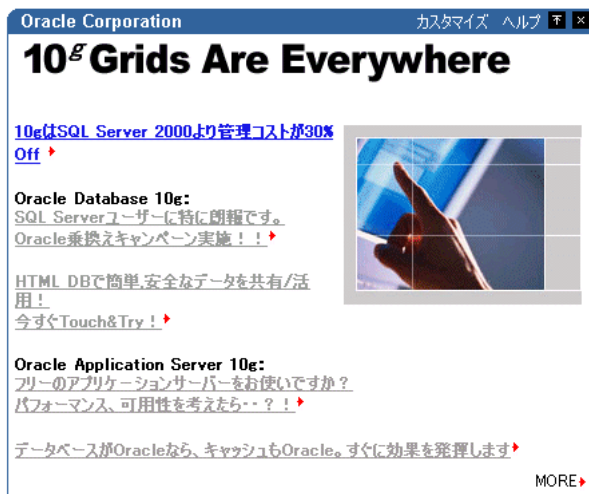 Oracle Corporation カスタマイズ ヘルプ
10g Grids Are Everywhere
10gはSQL Server 2000より管理コストが30%
Off
Oracle Database 10g:
SQL Serverユーザーに特に朗報です。
Oracle乗換えキャンペーン実施!!
HTML DBで簡単,安全なデータを共有/活
用!
今すぐTouch&Try!
Oracle Application Server 10g:
フリーのアプリケーションサーバーをお使いですか?
パフォーマンス、可用性を考えたら・・?!
データベースがOracleなら、キャッシュもOracle。すぐに効果を発揮します
MORE